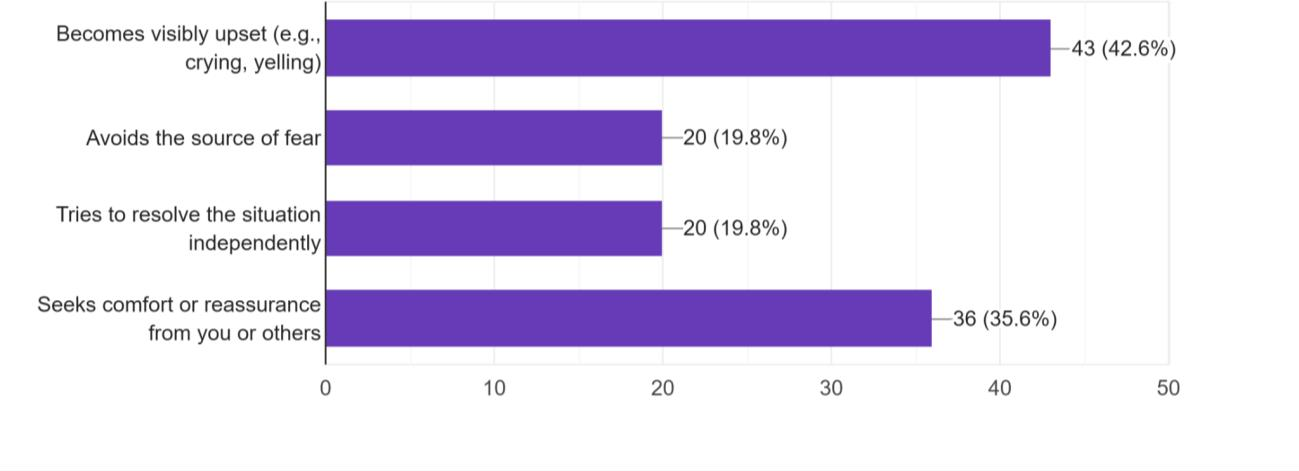 Becomes visibly upset (e.g.,
crying, yelling)
43 (42.6%)
Avoids the source of fear
20 (19.8%)
Tries to resolve the situation
independently
20 (19.8%)
Seeks comfort or reassurance
from you or others
36 (35.6%)
0 10 20 30 40 50